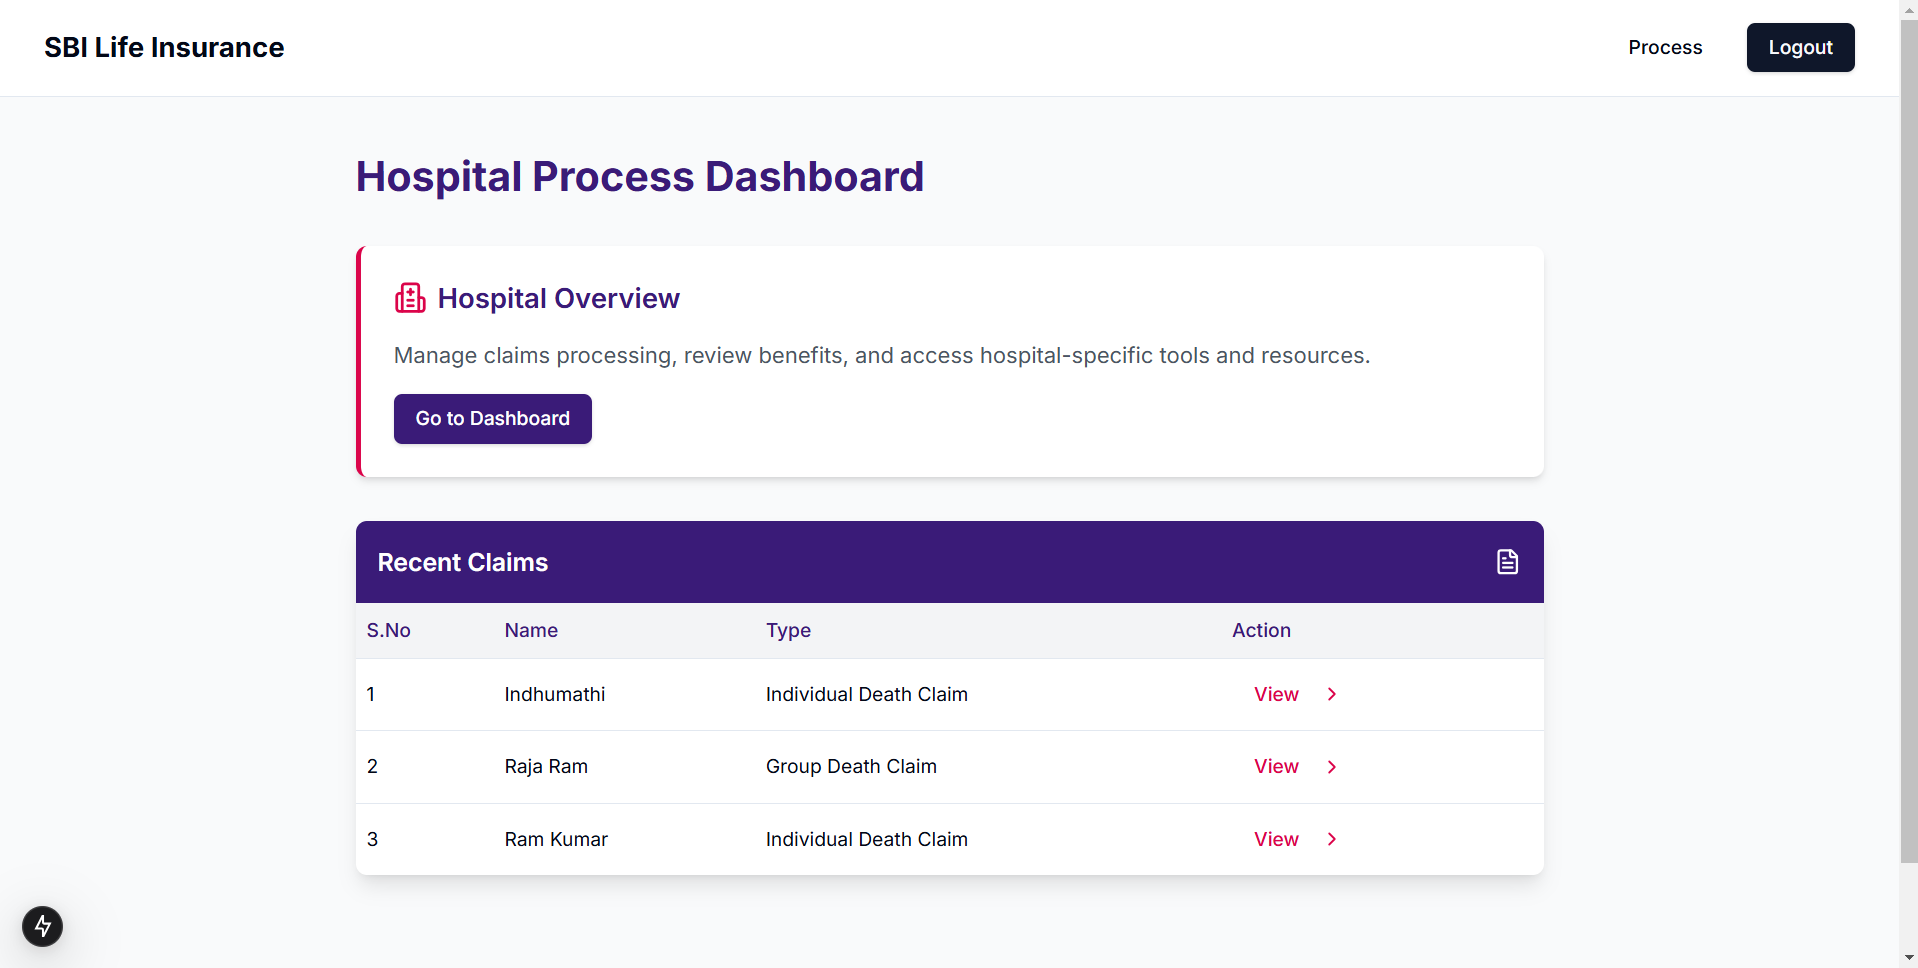 SBI Life Insurance
Process
Logout
Hospital Process Dashboard
Hospital Overview
Manage claims processing, review benefits, and access hospital-specific tools and resources.
Go to Dashboard
Recent Claims
S.No Name Type Action
1 Indhumathi Individual Death Claim View
2 Raja Ram Group Death Claim View
3 Ram Kumar Individual Death Claim View